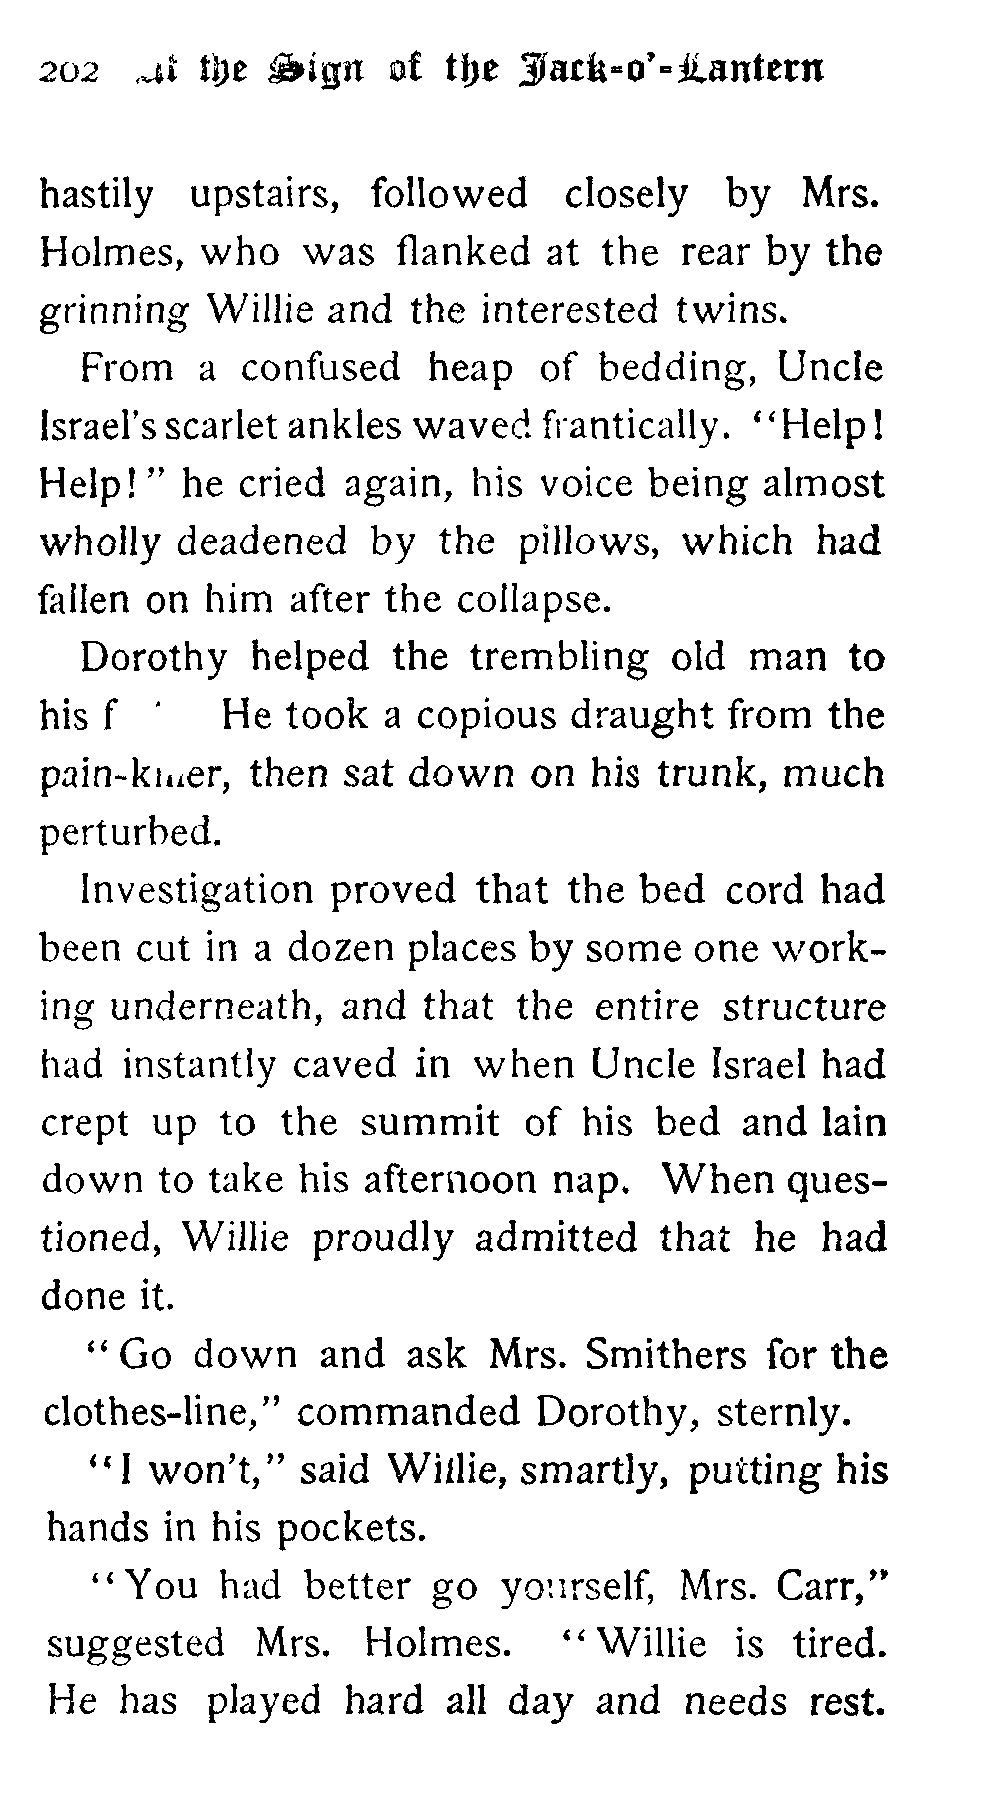 202 At the Sign of the Jack-o'-Lantern
hastily upstairs, followed closely by Mrs.
Holmes, who was flanked at the rear by the
grinning Willie and the interested twins.
From a confused heap of bedding, Uncle
Israel's scarlet ankles waved frantically. "Help!
Help!" he cried again, his voice being almost
wholly deadened by the pillows, which had
fallen on him after the collapse.
Dorothy helped the trembling old man to
his He took a copious draught from the
pain-killer, then sat down on his trunk, much
perturbed.
Investigation proved that the bed cord had
been cut in a dozen places by some one work-
ing underneath, and that the entire structure
had instantly caved in when Uncle Israel had
crept up to the summit of his bed and lain
down to take his afternoon nap. When ques-
tioned, Willie proudly admitted that he had
done it.
"Go down and ask Mrs. Smithers for the
clothes-line," commanded Dorothy, sternly.
"I won't," said Willie, smartly, putting his
hands in his pockets.
"You had better go yourself, Mrs. Carr,"
suggested Mrs. Holmes. "Willie is tired.
He has played hard all day and needs rest.